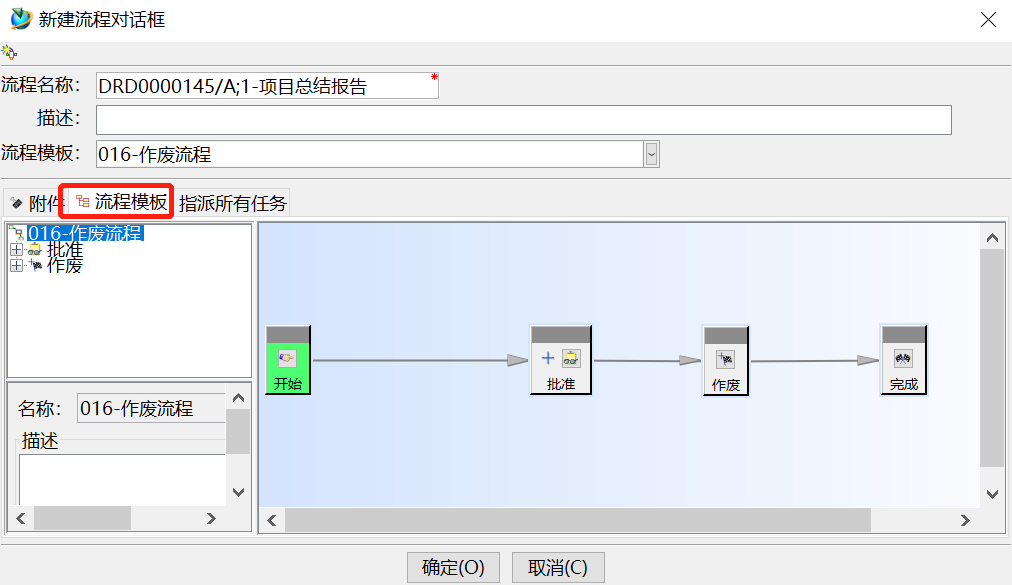 新建流程对话框
流程名称： DRD0000145/A;1-项目总结报告 *
描述：
流程模板： 016-作废流程
附件 流程模板 指派所有任务
016-作废流程
批准
作废
开始 批准 作废 完成
名称： 016-作废流程
描述
确定(O) 取消(C)